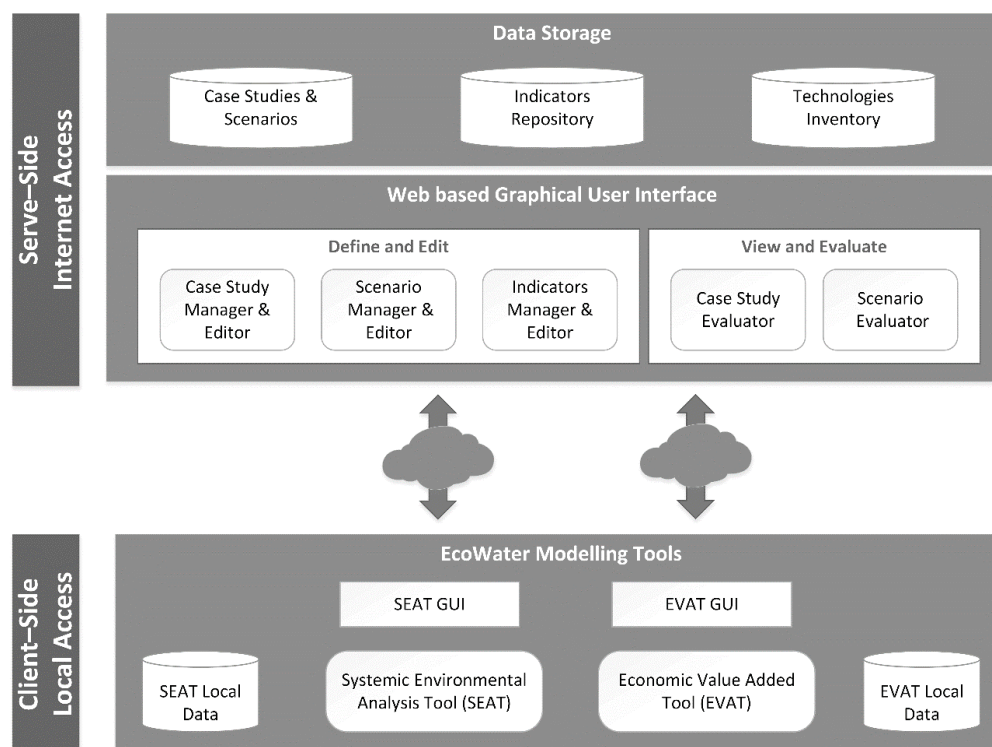 Serve–Side
Internet Access
Data Storage
Case Studies &
Scenarios
Indicators
Repository
Technologies
Inventory
Web based Graphical User Interface
Define and Edit
Case Study
Manager &
Editor
Scenario
Manager &
Editor
Indicators
Manager &
Editor
View and Evaluate
Case Study
Evaluator
Scenario
Evaluator
Client–Side
Local Access
EcoWater Modelling Tools
SEAT GUI
EVAT GUI
SEAT Local
Data
Systemic Environmental
Analysis Tool (SEAT)
Economic Value Added
Tool (EVAT)
EVAT Local
Data